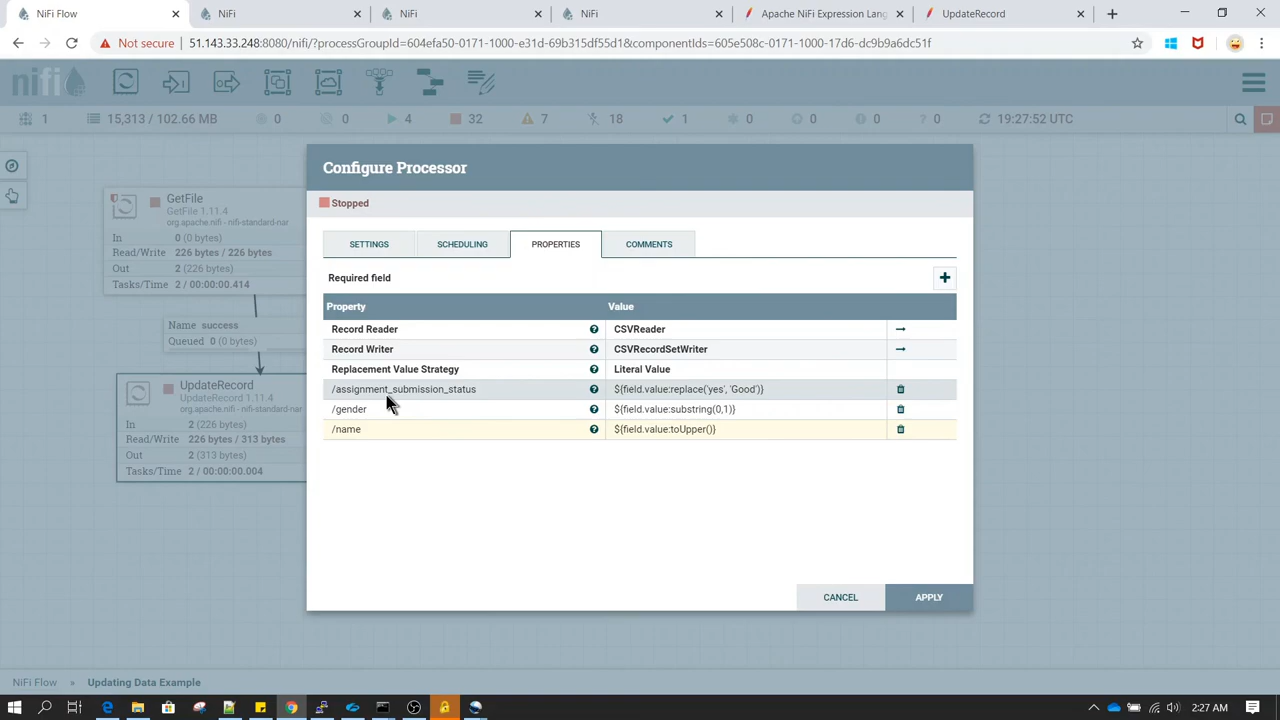 NiFi Flow
NiFi
NiFi
NiFi
Apache NiFi Expression Lang
UpdateRecord
Not secure
51.143.33.248:8080/nifi/?processGroupId=604efa50-0171-1000-e31d-69b315df55d1&componentIds=605e508c-0171-1000-17d6-dc9b9a6dc51f
nifi
1
15,313 / 102.66 MB
0
0
4
32
7
18
1
0
0
0
0
19:27:52 UTC
GetFile
GetFile 1.11.4
org.apache.nifi - nifi-standard-nar
In 0 (0 bytes)
Read/Write 226 bytes / 226 bytes
Out 2 (226 bytes)
Tasks/Time 2 / 00:00:00.414
Name success
Queued 0 (0 bytes)
UpdateRecord
UpdateRecord 1.11.4
org.apache.nifi - nifi-standard-nar
In 2 (226 bytes)
Read/Write 226 bytes / 313 bytes
Out 2 (313 bytes)
Tasks/Time 2 / 00:00:00.004
Configure Processor
Stopped
SETTINGS
SCHEDULING
PROPERTIES
COMMENTS
Required field
Property Value
Record Reader CSVReader
Record Writer CSVRecordSetWriter
Replacement Value Strategy Literal Value
/assignment_submission_status ${field.value:replace('yes', 'Good')}
/gender ${field.value:substring(0,1)}
/name ${field.value:toUpper()}
CANCEL
APPLY
NiFi Flow » Updating Data Example
2:27 AM